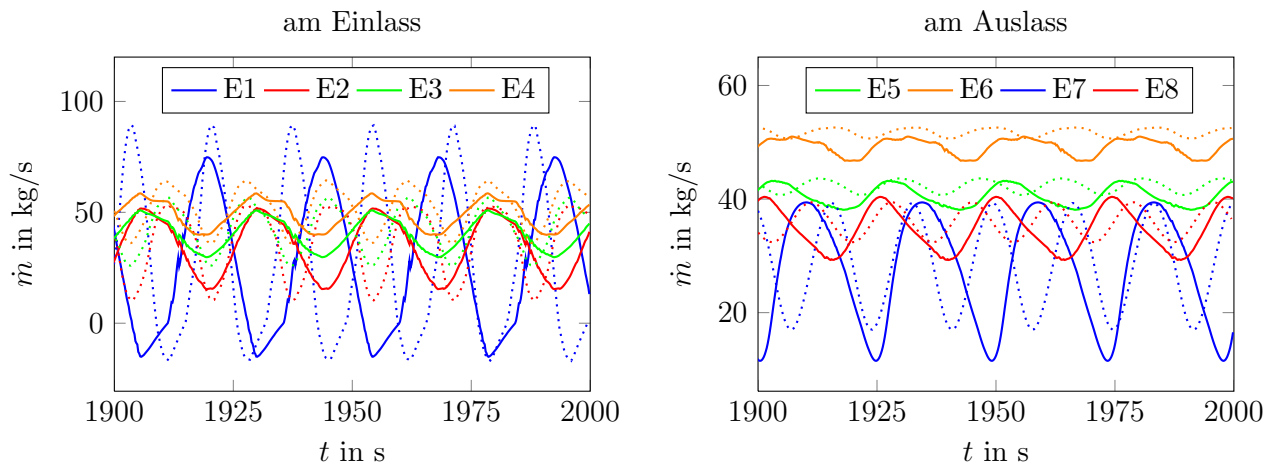 am Einlass
E1 E2 E3 E4
100
50
0
ṁ in kg/s
1900 1925 1950 1975 2000
t in s
am Auslass
E5 E6 E7 E8
60
40
20
ṁ in kg/s
1900 1925 1950 1975 2000
t in s